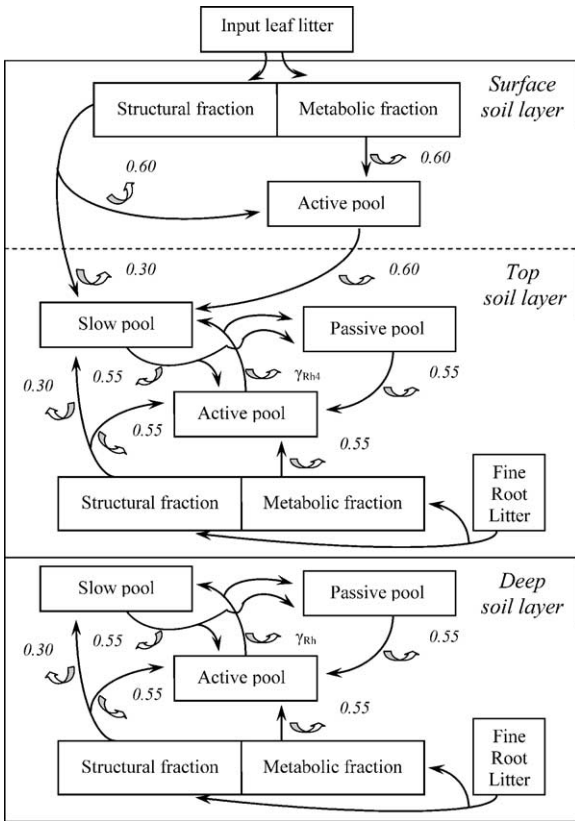 Input leaf litter
Surface
soil layer
Structural fraction
Metabolic fraction
0.60
0.60
Active pool
0.30
0.60
Top
soil layer
Slow pool
Passive pool
0.30
0.55
γRh4
0.55
Active pool
0.55
0.55
Structural fraction
Metabolic fraction
Fine
Root
Litter
Deep
soil layer
Slow pool
Passive pool
0.30
0.55
γRh
0.55
Active pool
0.55
0.55
Structural fraction
Metabolic fraction
Fine
Root
Litter